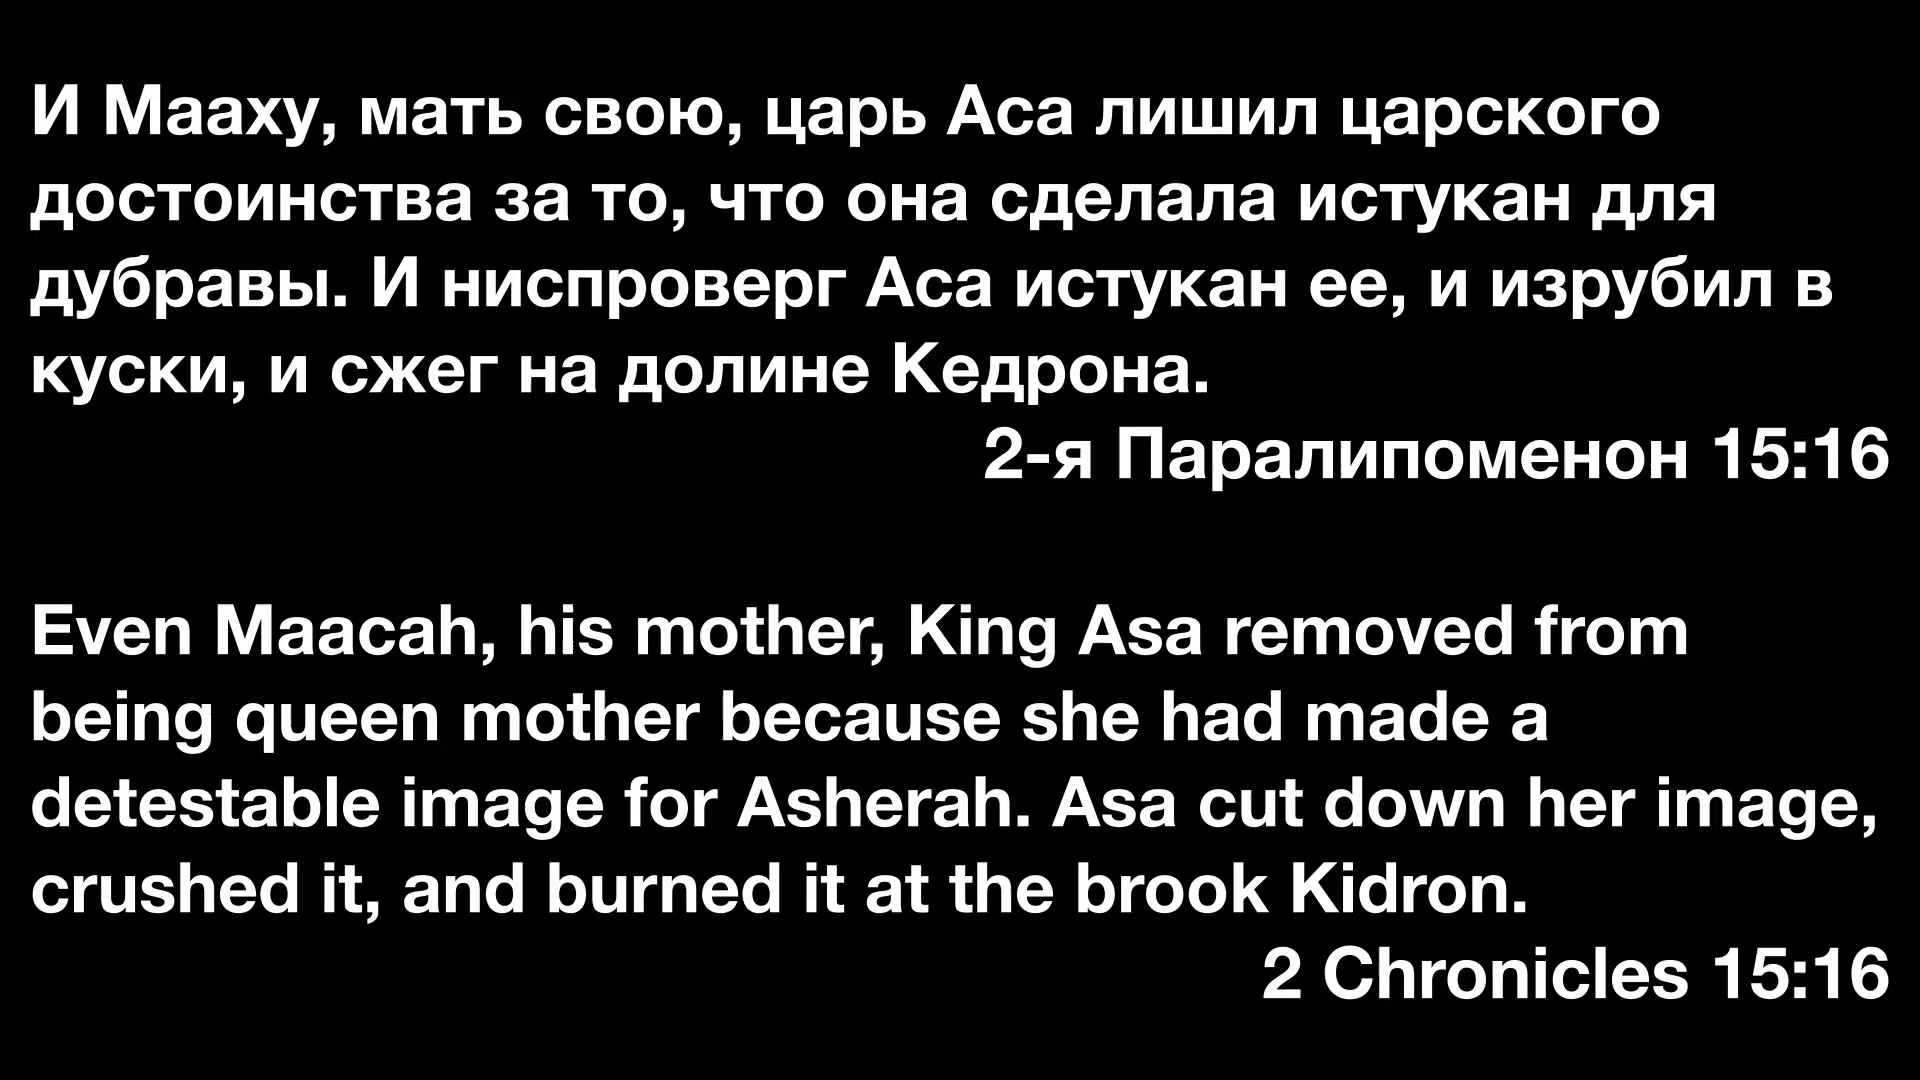 И Мааху, мать свою, царь Аса лишил царского
достоинства за то, что она сделала истукан для
дубравы. И ниспроверг Аса истукан ее, и изрубил в
куски, и сжег на долине Кедрона.
2-я Паралипоменон 15:16
Even Maacah, his mother, King Asa removed from
being queen mother because she had made a
detestable image for Asherah. Asa cut down her image,
crushed it, and burned it at the brook Kidron.
2 Chronicles 15:16